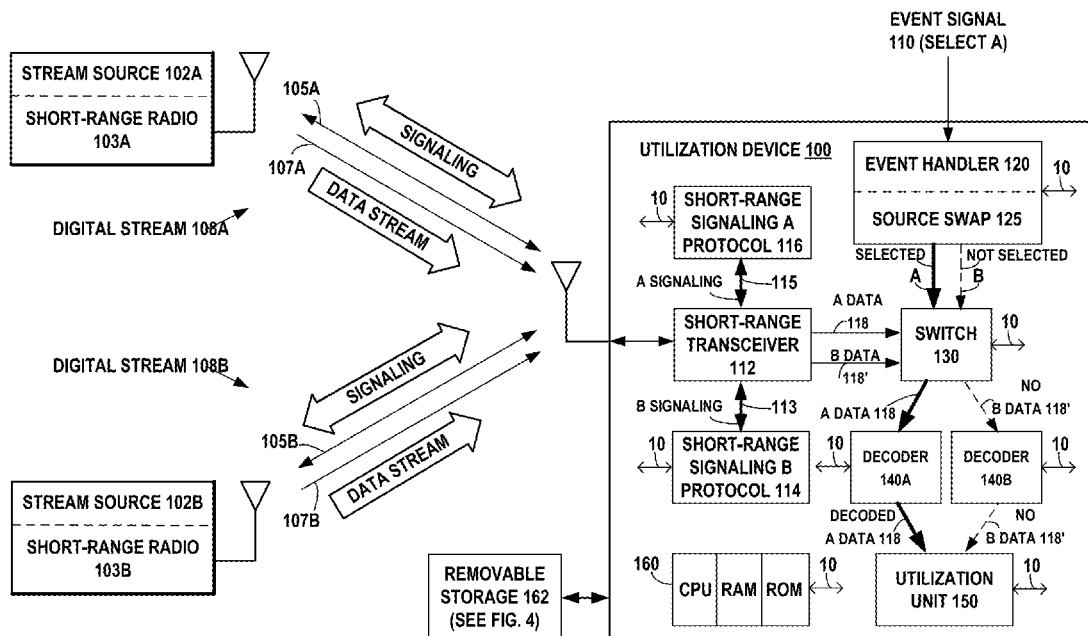 EVENT SIGNAL
110 (SELECT A)
STREAM SOURCE 102A
SHORT-RANGE RADIO
103A
105A
SIGNALING
107A
DATA STREAM
DIGITAL STREAM 108A
UTILIZATION DEVICE 100
EVENT HANDLER 120
SOURCE SWAP 125
10
10
SHORT-RANGE
SIGNALING A
PROTOCOL 116
SELECTED
NOT SELECTED
A
B
A SIGNALING
115
A DATA
118
SHORT-RANGE
TRANSCEIVER
112
B DATA
118'
SWITCH
130
10
DIGITAL STREAM 108B
SIGNALING
105B
DATA STREAM
107B
B SIGNALING
113
A DATA 118
NO
B DATA 118'
10
SHORT-RANGE
SIGNALING B
PROTOCOL 114
10
DECODER
140A
DECODER
140B
10
STREAM SOURCE 102B
SHORT-RANGE RADIO
103B
DECODED
A DATA 118
NO
B DATA 118'
REMOVABLE
STORAGE 162
(SEE FIG. 4)
160
CPU
RAM
ROM
10
UTILIZATION
UNIT 150
10